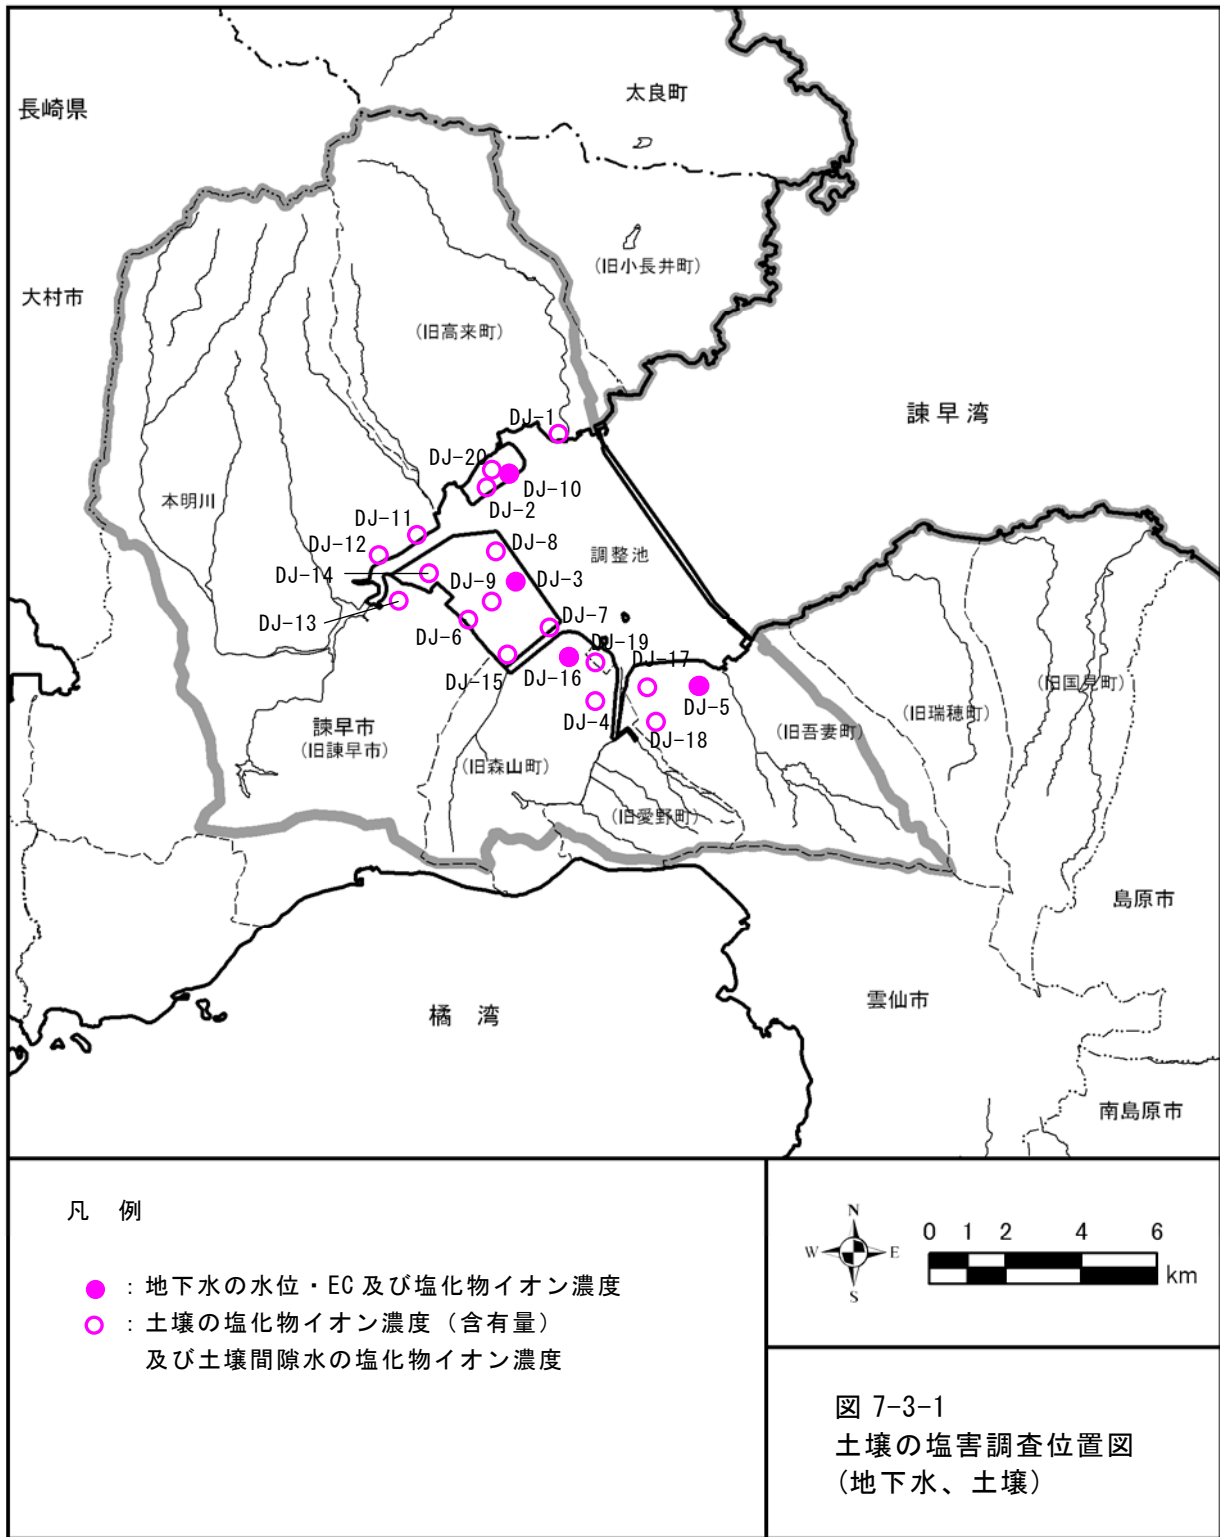 長崎県
太良町
(旧小長井町)
大村市
(旧高来町)
諫早湾
DJ-1
DJ-20
DJ-10
本明川
DJ-2
DJ-11
DJ-12
DJ-8
調整池
DJ-14
DJ-9
DJ-3
DJ-13
DJ-6
DJ-7
DJ-19
DJ-17
DJ-15
DJ-16
DJ-5
DJ-4
DJ-18
(旧国見町)
(旧瑞穂町)
(旧吾妻町)
諫早市
(旧諫早市)
(旧森山町)
(旧愛野町)
島原市
雲仙市
橘 湾
南島原市
凡 例
: 地下水の水位・EC 及び塩化物イオン濃度
: 土壌の塩化物イオン濃度（含有量）
及び土壌間隙水の塩化物イオン濃度
N
W E
S
0 1 2 4 6
km
図 7-3-1
土壌の塩害調査位置図
(地下水、土壌)